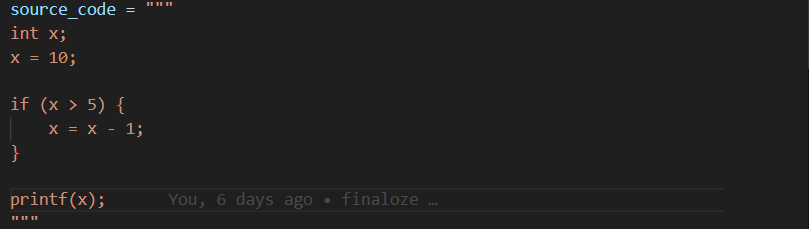 source_code = """
int x;
x = 10;
if (x > 5) {
x = x - 1;
}
printf(x); You, 6 days ago • finaloze …
"""